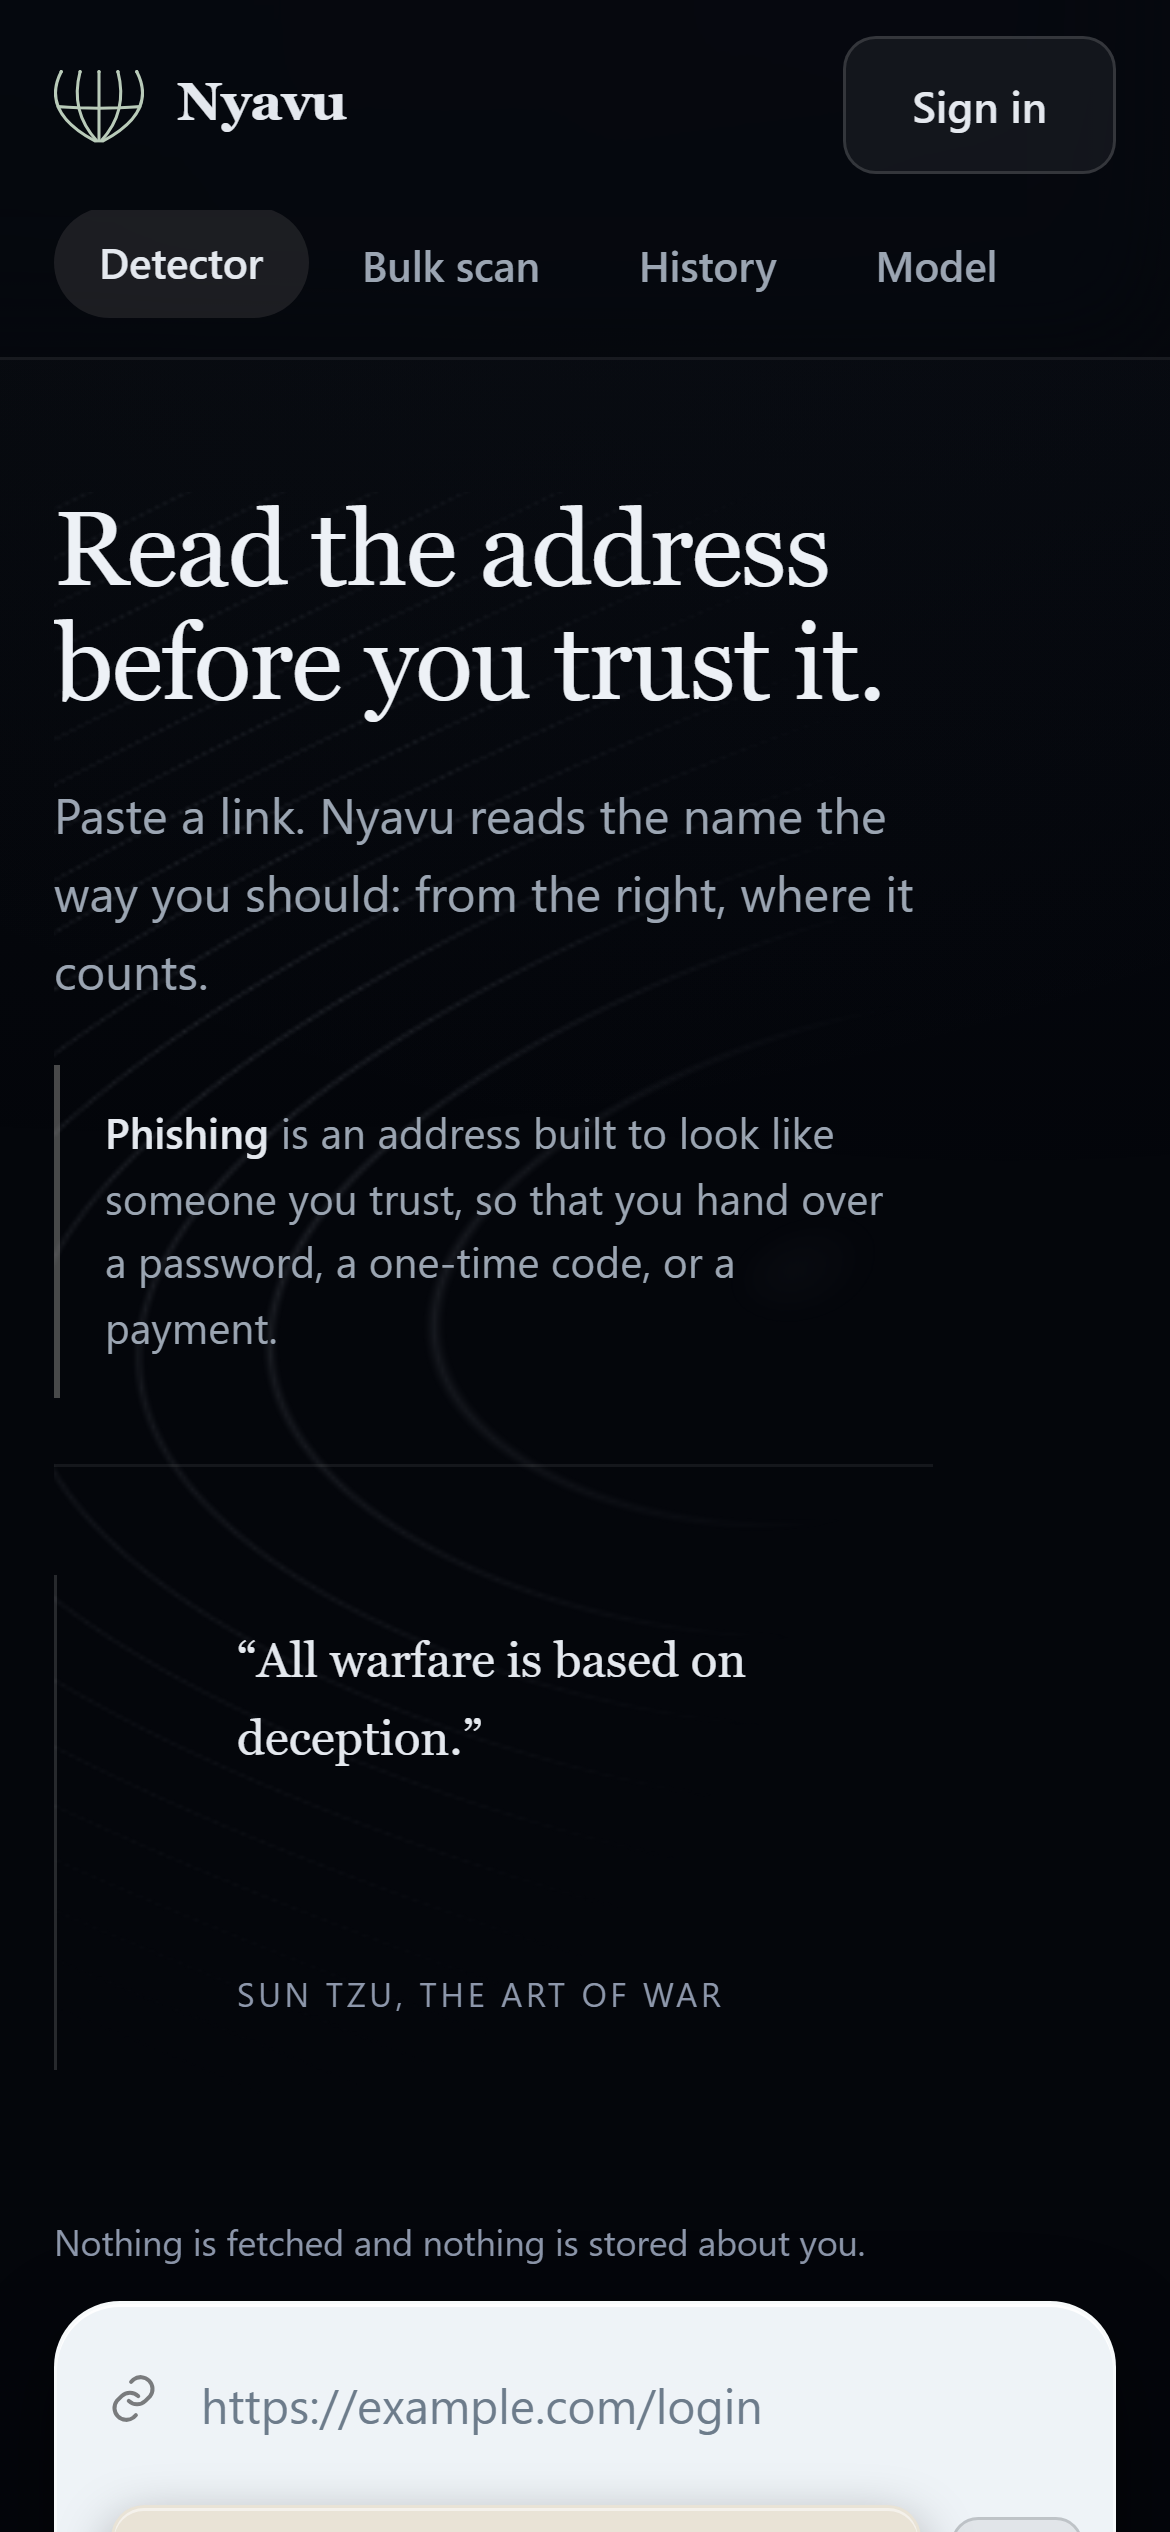 Nyavu
Sign in
Detector
Bulk scan
History
Model
Read the address
before you trust it.
Paste a link. Nyavu reads the name the
way you should: from the right, where it
counts.
Phishing is an address built to look like
someone you trust, so that you hand over
a password, a one-time code, or a
payment.
“All warfare is based on
deception.”
SUN TZU, THE ART OF WAR
Nothing is fetched and nothing is stored about you.
https://example.com/login